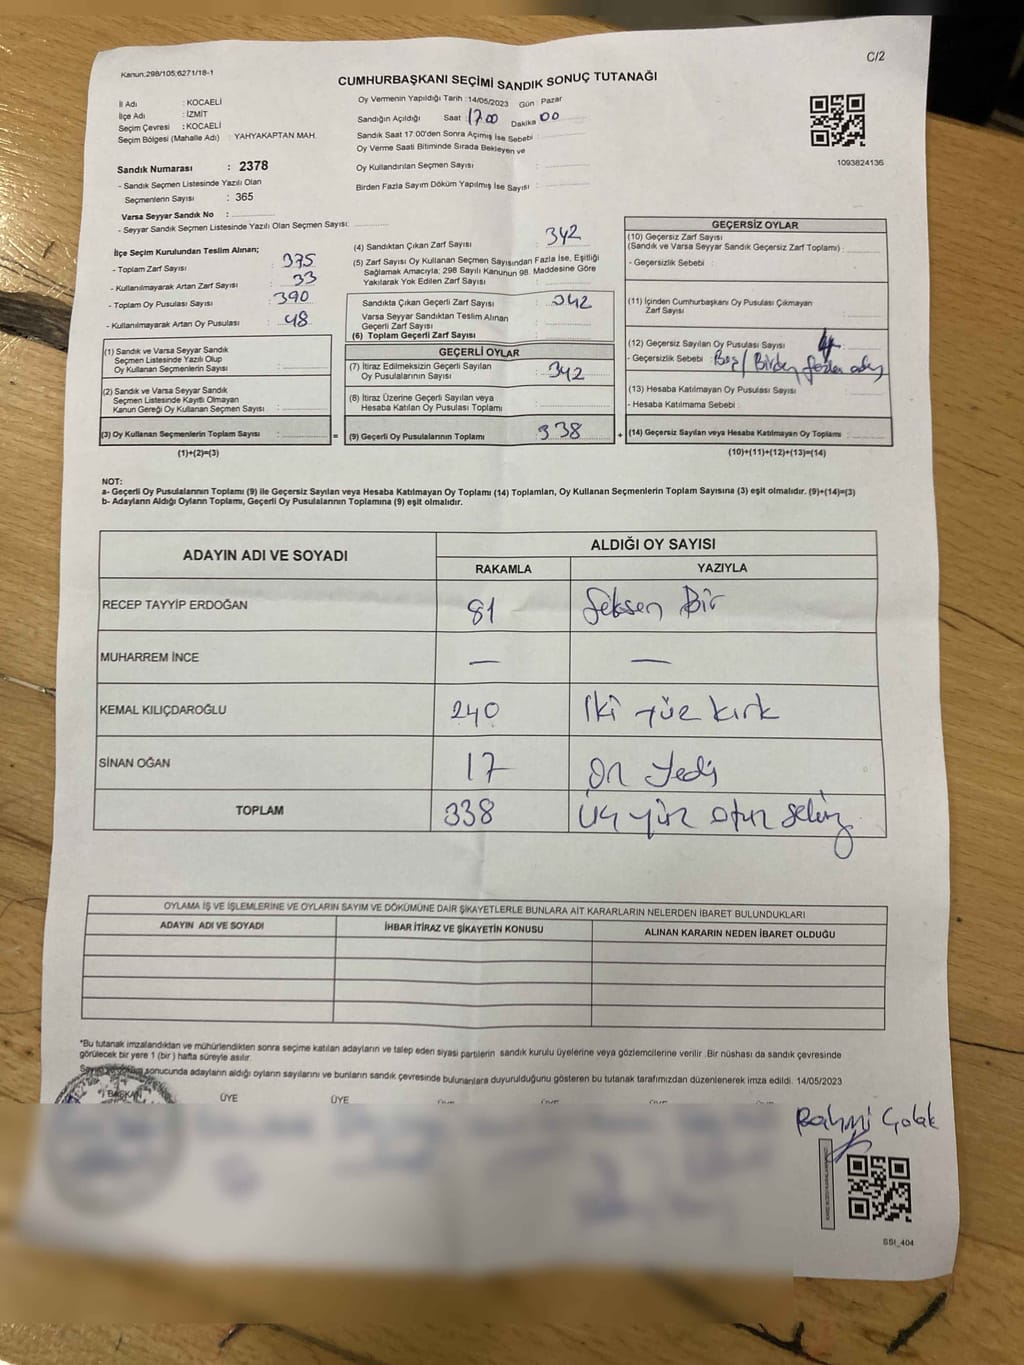 Kanun:298/105;6271/18-1
C/2
CUMHURBAŞKANI SEÇİMİ SANDIK SONUÇ TUTANAĞI
İl Adı : KOCAELİ
İlçe Adı : İZMİT
Seçim Çevresi : KOCAELİ
Seçim Bölgesi (Mahalle Adı) : YAHYAKAPTAN MAH.
Sandık Numarası : 2378
- Sandık Seçmen Listesinde Yazılı Olan
Seçmenlerin Sayısı : 365
Varsa Seyyar Sandık No :
- Seyyar Sandık Seçmen Listesinde Yazılı Olan Seçmen Sayısı:
Oy Vermenin Yapıldığı Tarih : 14/05/2023 Gün : Pazar
Sandığın Açıldığı Saat : 17.00 Dakika 00
Sandık Saat 17:00'den Sonra Açımış İse Sebebi :
Oy Verme Saati Bitiminde Sırada Bekleyen ve
Oy Kullandırılan Seçmen Sayısı :
Birden Fazla Sayım Döküm Yapılmış İse Sayısı :
1093824136
İlçe Seçim Kurulundan Teslim Alınan;
- Toplam Zarf Sayısı : 375
- Kullanılmayarak Artan Zarf Sayısı : 33
- Toplam Oy Pusulası Sayısı : 390
- Kullanılmayarak Artan Oy Pusulası : 48
(1) Sandık ve Varsa Seyyar Sandık
Seçmen Listesinde Yazılı Olup
Oy Kullanan Seçmenlerin Sayısı :
(2) Sandık ve Varsa Seyyar Sandık
Seçmen Listesinde Kayıtlı Olmayan
Kanun Gereği Oy Kullanan Seçmen Sayısı :
(3) Oy Kullanan Seçmenlerin Toplam Sayısı :
(1)+(2)=(3)
(4) Sandıktan Çıkan Zarf Sayısı : 342
(5) Zarf Sayısı Oy Kullanan Seçmen Sayısından Fazla İse, Eşitliği
Sağlamak Amacıyla; 298 Sayılı Kanunun 98. Maddesine Göre
Yakılarak Yok Edilen Zarf Sayısı :
Sandıkta Çıkan Geçerli Zarf Sayısı : 342
Varsa Seyyar Sandıktan Teslim Alınan
Geçerli Zarf Sayısı :
(6) Toplam Geçerli Zarf Sayısı :
GEÇERLİ OYLAR
(7) İtiraz Edilmeksizin Geçerli Sayılan
Oy Pusulalarının Sayısı : 342
(8) İtiraz Üzerine Geçerli Sayılan veya
Hesaba Katılan Oy Pusulası Toplamı :
= (9) Geçerli Oy Pusulalarının Toplamı : 338 +
GEÇERSİZ OYLAR
(10) Geçersiz Zarf Sayısı
(Sandık ve Varsa Seyyar Sandık Geçersiz Zarf Toplamı) :
- Geçersizlik Sebebi :
(11) İçinden Cumhurbaşkanı Oy Pusulası Çıkmayan
Zarf Sayısı :
(12) Geçersiz Sayılan Oy Pusulası Sayısı : 4
- Geçersizlik Sebebi : Boş / Birden fazla aday
(13) Hesaba Katılmayan Oy Pusulası Sayısı :
- Hesaba Katılmama Sebebi :
(14) Geçersiz Sayılan veya Hesaba Katılmayan Oy Toplamı :
(10)+(11)+(12)+(13)=(14)
NOT:
a- Geçerli Oy Pusulalarının Toplamı (9) ile Geçersiz Sayılan veya Hesaba Katılmayan Oy Toplamı (14) Toplamları, Oy Kullanan Seçmenlerin Toplam Sayısına (3) eşit olmalıdır. (9)+(14)=(3)
b- Adayların Aldığı Oyların Toplamı, Geçerli Oy Pusulalarının Toplamına (9) eşit olmalıdır.
ADAYIN ADI VE SOYADI
ALDIĞI OY SAYISI
RAKAMLA YAZIYLA
RECEP TAYYİP ERDOĞAN 81 Seksen Bir
MUHARREM İNCE — —
KEMAL KILIÇDAROĞLU 240 İki yüz kırk
SİNAN OĞAN 17 On Yedi
TOPLAM 338 Üç yüz otuz sekiz
OYLAMA İŞ VE İŞLEMLERİNE VE OYLARIN SAYIM VE DÖKÜMÜNE DAİR ŞİKAYETLERLE BUNLARA AİT KARARLARIN NELERDEN İBARET BULUNDUKLARI
ADAYIN ADI VE SOYADI İHBAR İTİRAZ VE ŞİKAYETİN KONUSU ALINAN KARARIN NEDEN İBARET OLDUĞU
*Bu tutanak imzalandıktan ve mühürlendikten sonra seçime katılan adayların ve talep eden siyasi partilerin sandık kurulu üyelerine veya gözlemcilerine verilir .Bir nüshası da sandık çevresinde
görülecek bir yere 1 (bir ) hafta süreyle asılır.
sonucunda adayların aldığı oyların sayılarını ve bunların sandık çevresinde bulunanlara duyurulduğunu gösteren bu tutanak tarafımızdan düzenlenerek imza edildi. 14/05/2023
BAŞKAN ÜYE ÜYE
Rahmi Çolak
SSI_404